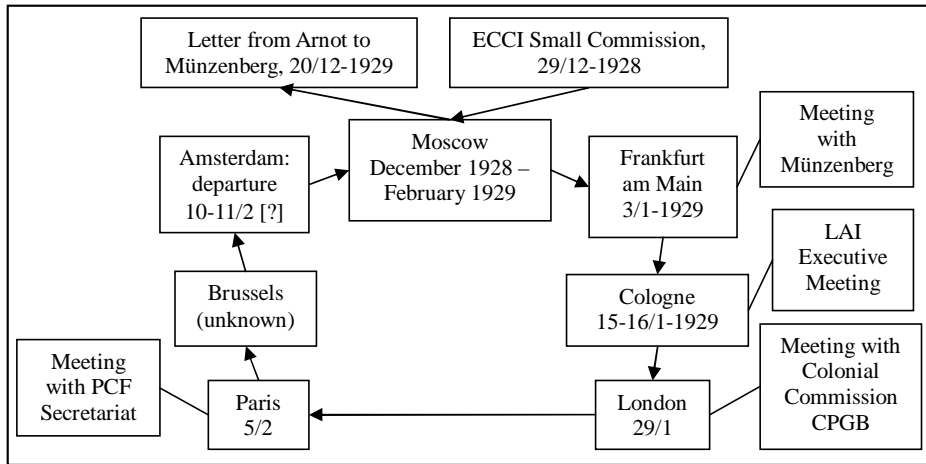 Letter from Arnot to
Münzenberg, 20/12-1929
ECCI Small Commission,
29/12-1928
Moscow
December 1928 –
February 1929
Frankfurt
am Main
3/1-1929
Meeting
with
Münzenberg
Cologne
15-16/1-1929
LAI
Executive
Meeting
London
29/1
Meeting with
Colonial
Commission
CPGB
Paris
5/2
Meeting
with PCF
Secretariat
Brussels
(unknown)
Amsterdam:
departure
10-11/2 [?]